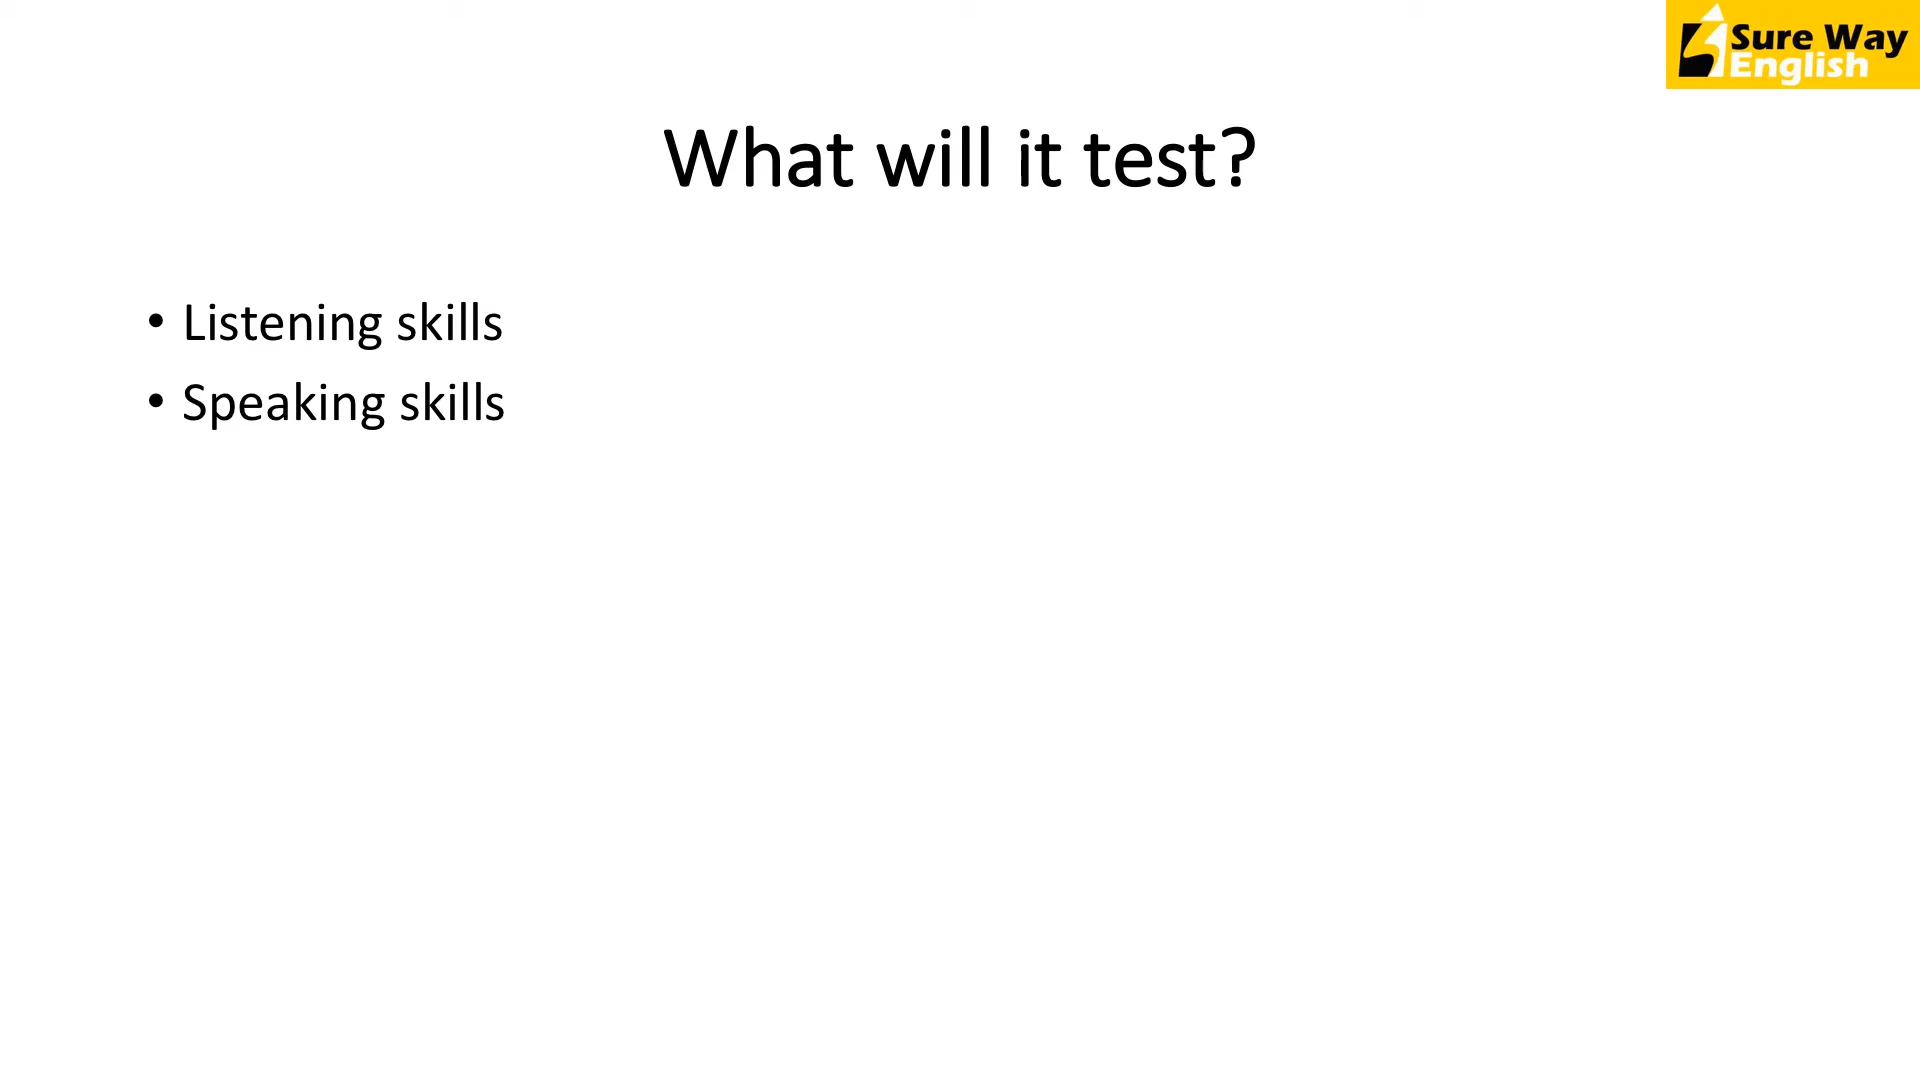 Sure Way
English
What will it test?
• Listening skills
• Speaking skills